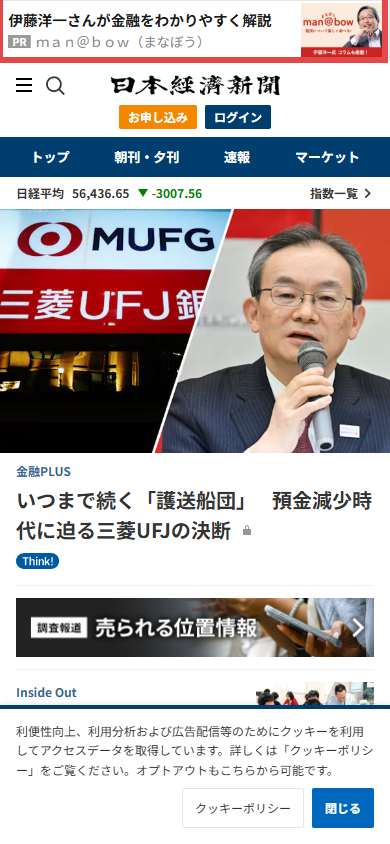 伊藤洋一さんが金融をわかりやすく解説
PR man@bow（まなぼう）
man@bow
伊藤洋一氏 コラムも連載！
日本経済新聞
お申し込み ログイン
トップ 朝刊・夕刊 速報 マーケット
日経平均 56,436.65 ▼ -3007.56 指数一覧
MUFG
三菱UFJ銀
金融PLUS
いつまで続く「護送船団」　預金減少時
代に迫る三菱UFJの決断
Think!
調査報道 売られる位置情報
Inside Out
利便性向上、利用分析および広告配信等のためにクッキーを利用
してアクセスデータを取得しています。詳しくは「クッキーポリシ
ー」をご覧ください。オプトアウトもこちらから可能です。
クッキーポリシー 閉じる